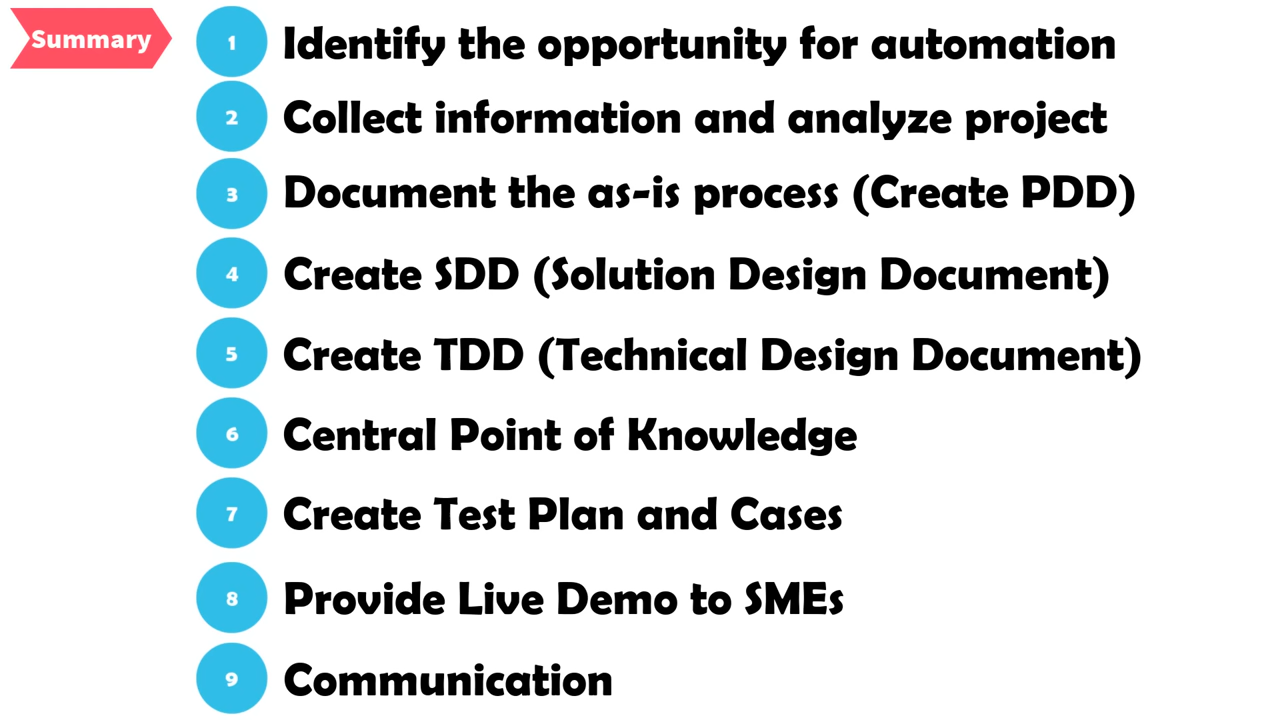 Summary
1 Identify the opportunity for automation
2 Collect information and analyze project
3 Document the as-is process (Create PDD)
4 Create SDD (Solution Design Document)
5 Create TDD (Technical Design Document)
6 Central Point of Knowledge
7 Create Test Plan and Cases
8 Provide Live Demo to SMEs
9 Communication